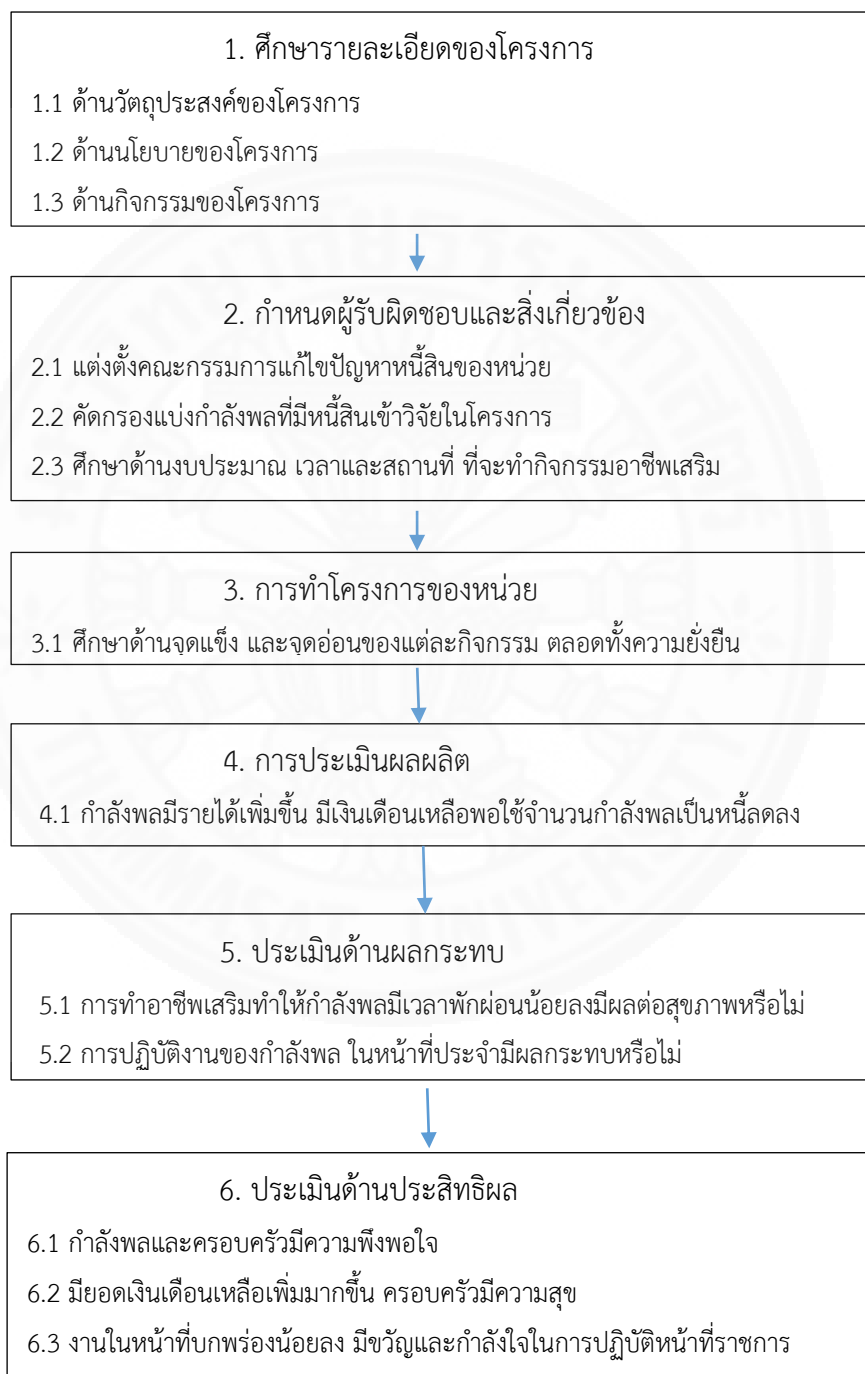 1. ศึกษารายละเอียดของโครงการ
1.1 ด้านวัตถุประสงค์ของโครงการ
1.2 ด้านนโยบายของโครงการ
1.3 ด้านกิจกรรมของโครงการ
2. กำหนดผู้รับผิดชอบและสิ่งเกี่ยวข้อง
2.1 แต่งตั้งคณะกรรมการแก้ไขปัญหาหนี้สินของหน่วย
2.2 คัดกรองแบ่งกำลังพลที่มีหนี้สินเข้าวิจัยในโครงการ
2.3 ศึกษาด้านงบประมาณ เวลาและสถานที่ ที่จะทำกิจกรรมอาชีพเสริม
3. การทำโครงการของหน่วย
3.1 ศึกษาด้านจุดแข็ง และจุดอ่อนของแต่ละกิจกรรม ตลอดทั้งความยั่งยืน
4. การประเมินผลผลิต
4.1 กำลังพลมีรายได้เพิ่มขึ้น มีเงินเดือนเหลือพอใช้จำนวนกำลังพลเป็นหนี้ลดลง
5. ประเมินด้านผลกระทบ
5.1 การทำอาชีพเสริมทำให้กำลังพลมีเวลาพักผ่อนน้อยลงมีผลต่อสุขภาพหรือไม่
5.2 การปฏิบัติงานของกำลังพล ในหน้าที่ประจำมีผลกระทบหรือไม่
6. ประเมินด้านประสิทธิผล
6.1 กำลังพลและครอบครัวมีความพึงพอใจ
6.2 มียอดเงินเดือนเหลือเพิ่มมากขึ้น ครอบครัวมีความสุข
6.3 งานในหน้าที่บกพร่องน้อยลง มีขวัญและกำลังใจในการปฏิบัติหน้าที่ราชการ